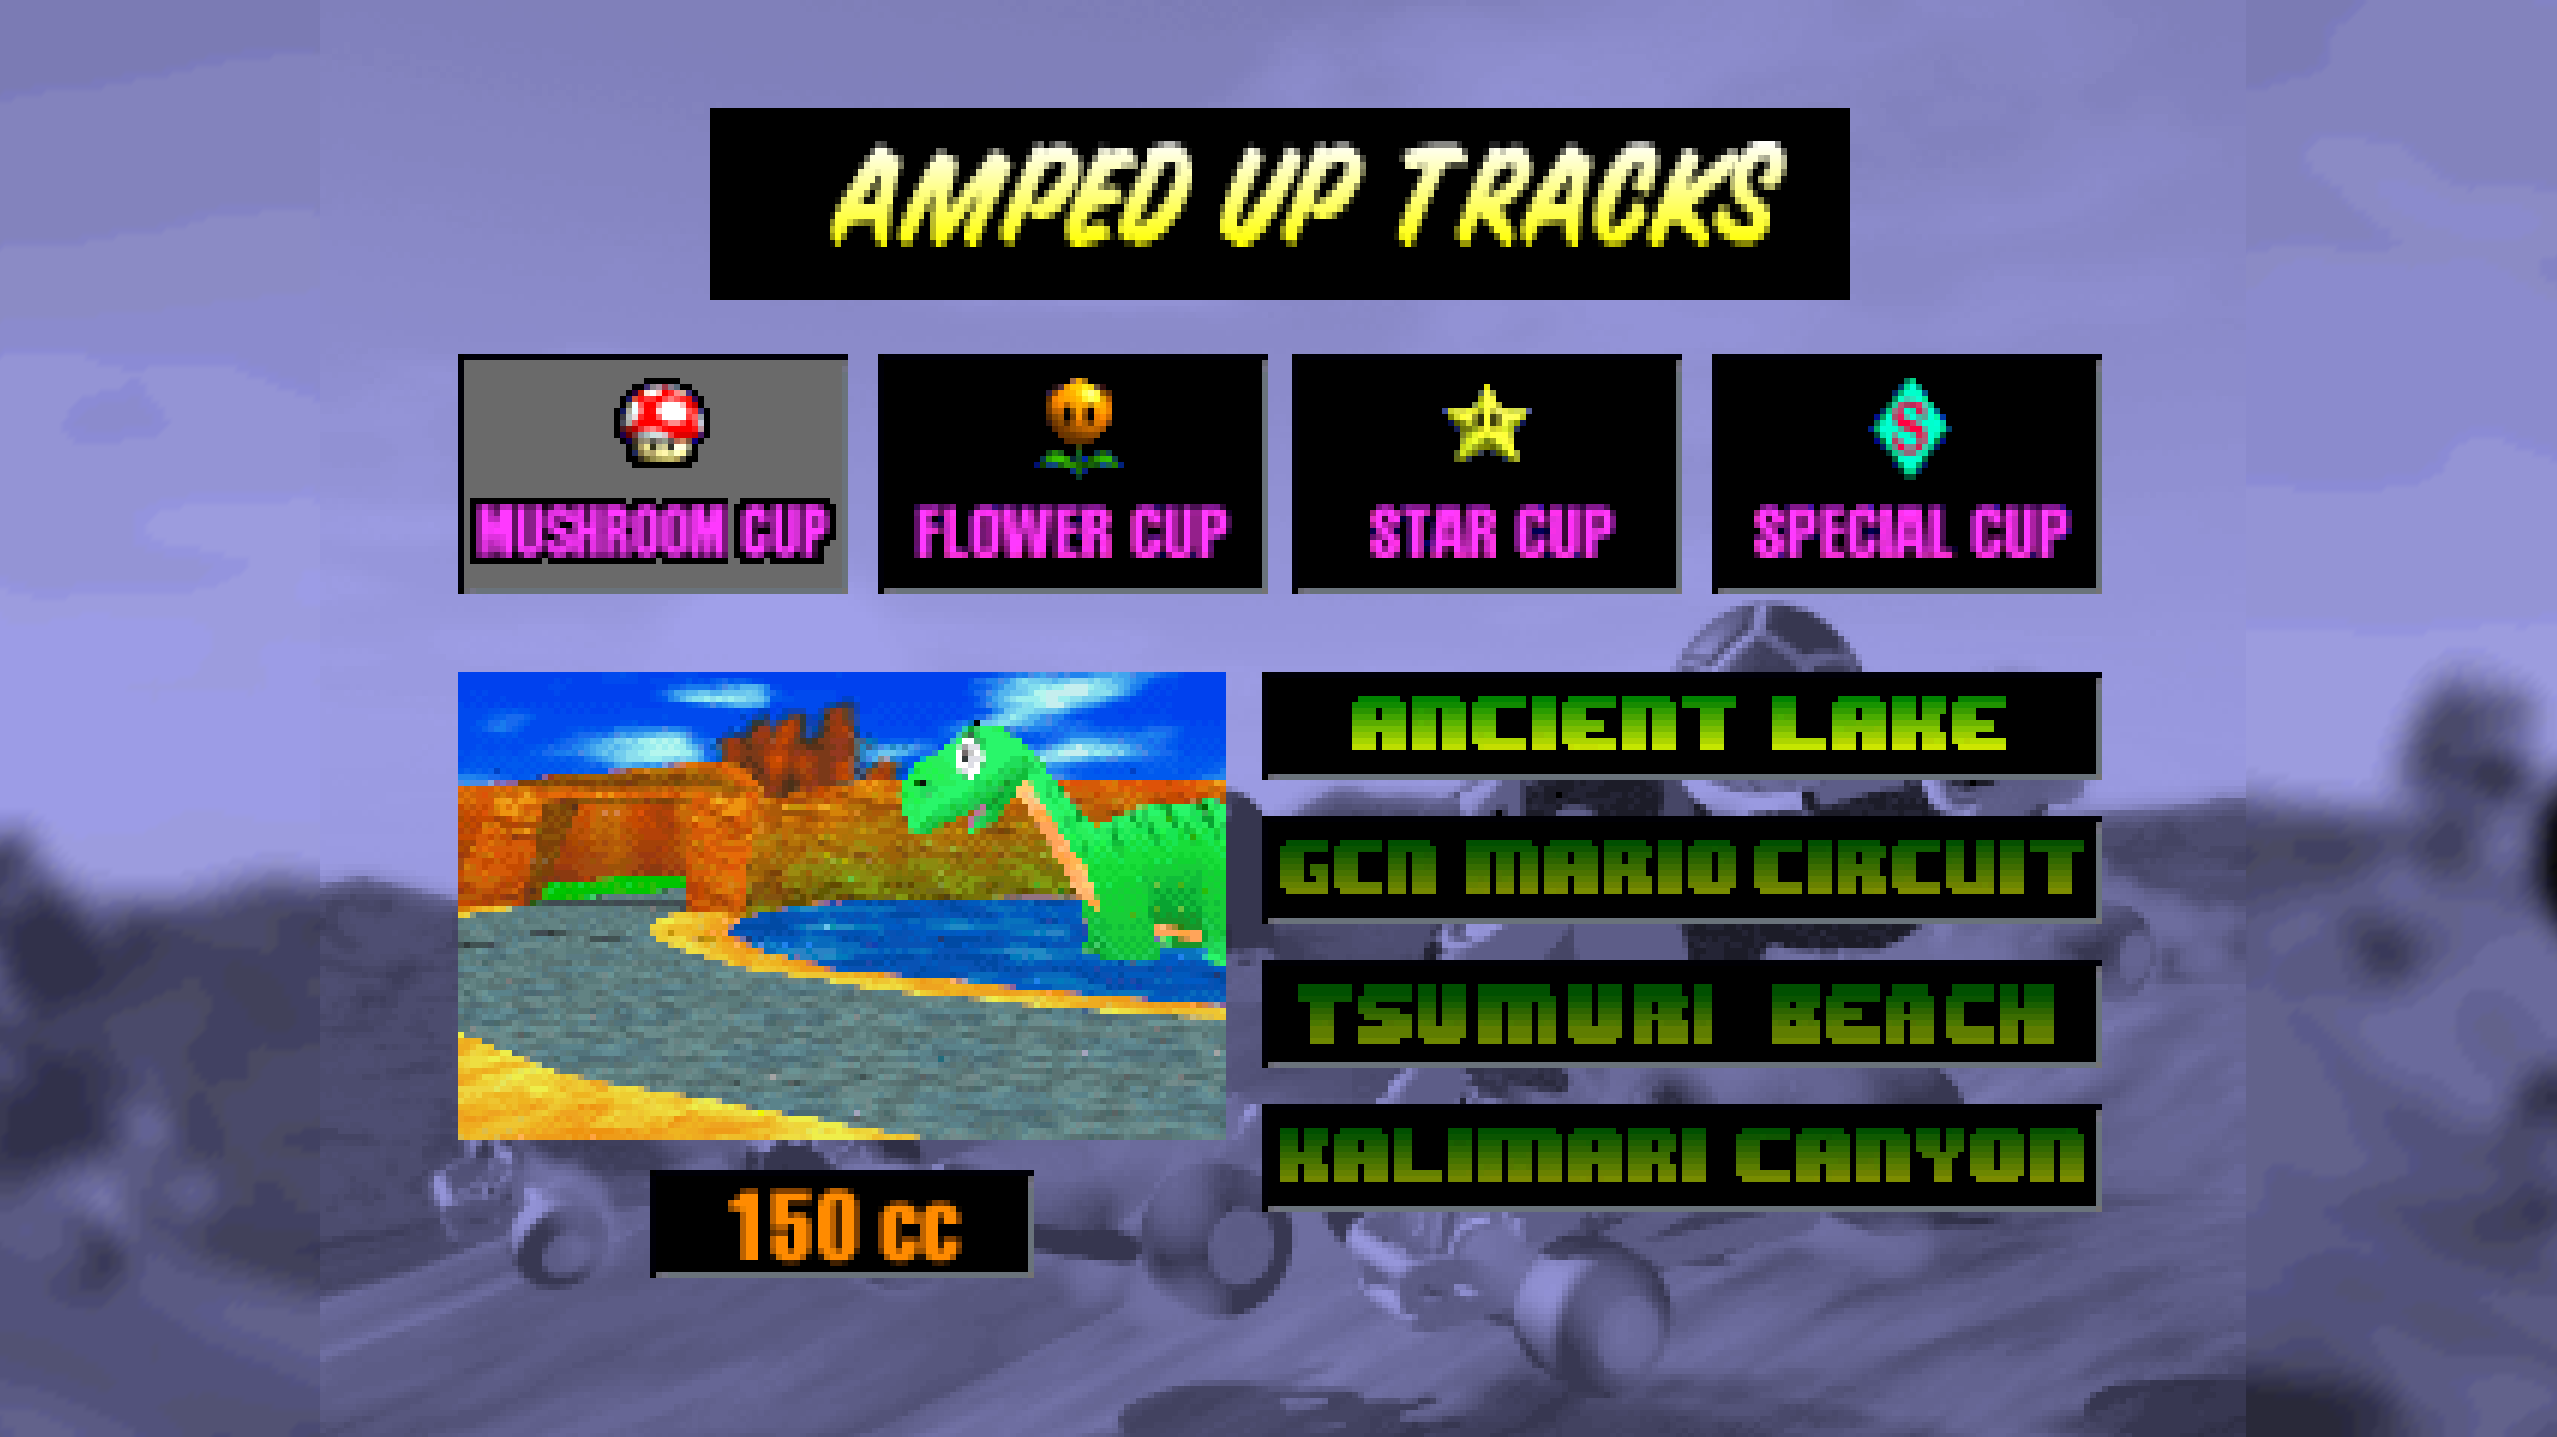 AMPED UP TRACKS
MUSHROOM CUP
FLOWER CUP
S
STAR CUP
SPECIAL CUP
ANCIENT LAKE
GCN MARIO CIRCUIT
TSUMURI BEACH
KALIMARI CANYON
150 CC